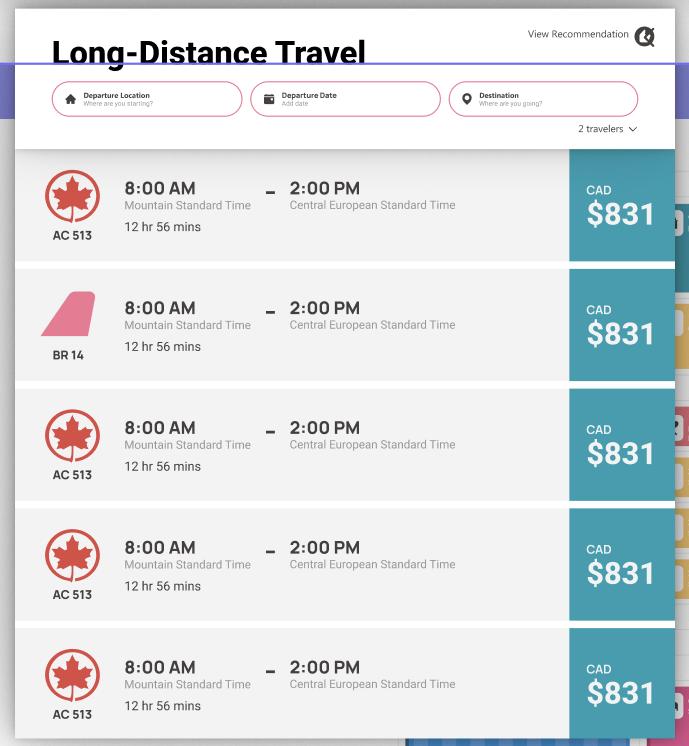 View Recommendation
Long-Distance Travel
Departure Location
Where are you starting?
Departure Date
Add date
Destination
Where are you going?
2 travelers
8:00 AM – 2:00 PM
Mountain Standard Time Central European Standard Time
12 hr 56 mins
AC 513
CAD
$831
8:00 AM – 2:00 PM
Mountain Standard Time Central European Standard Time
12 hr 56 mins
BR 14
CAD
$831
8:00 AM – 2:00 PM
Mountain Standard Time Central European Standard Time
12 hr 56 mins
AC 513
CAD
$831
8:00 AM – 2:00 PM
Mountain Standard Time Central European Standard Time
12 hr 56 mins
AC 513
CAD
$831
8:00 AM – 2:00 PM
Mountain Standard Time Central European Standard Time
12 hr 56 mins
AC 513
CAD
$831